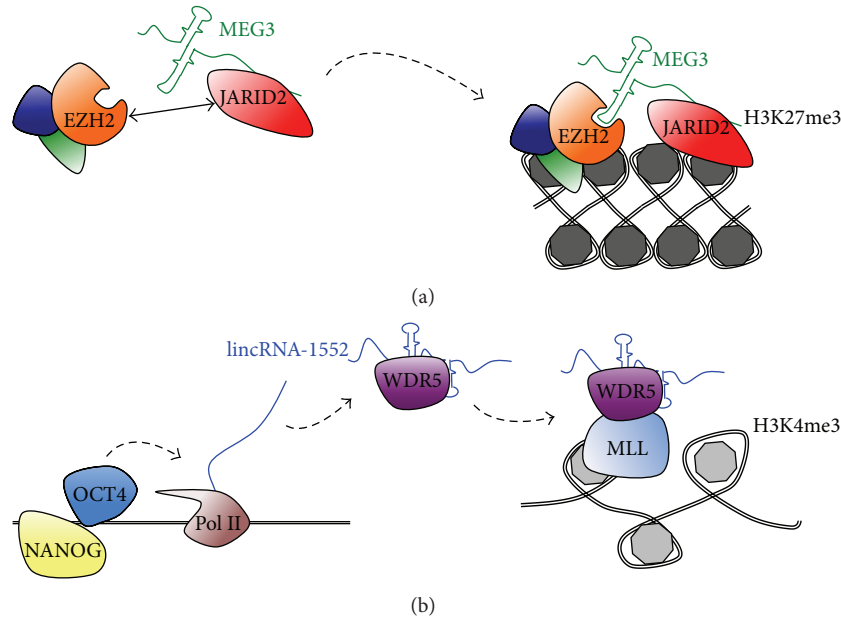 MEG3
EZH2
JARID2
MEG3
EZH2
JARID2
H3K27me3
(a)
lincRNA-1552
WDR5
WDR5
MLL
H3K4me3
OCT4
Pol II
NANOG
(b)